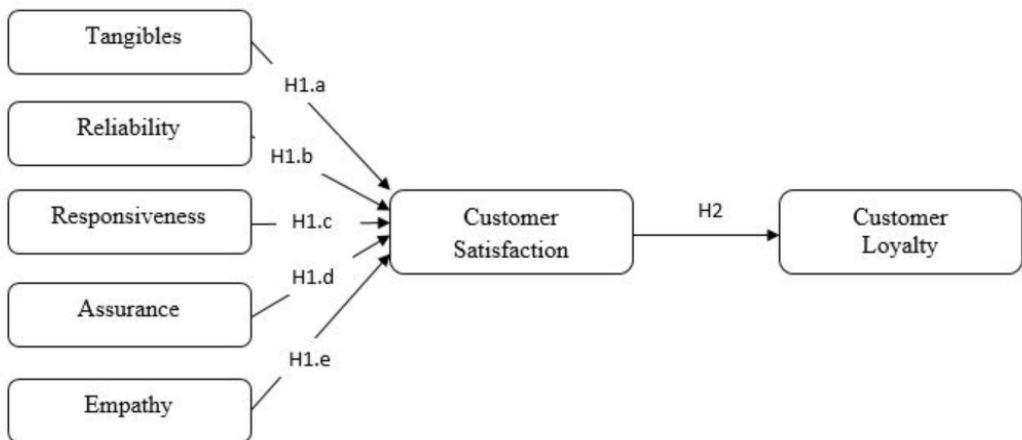 Tangibles
H1.a
Reliability
H1.b
Responsiveness
H1.c
Customer
Satisfaction
H2
Customer
Loyalty
H1.d
Assurance
H1.e
Empathy